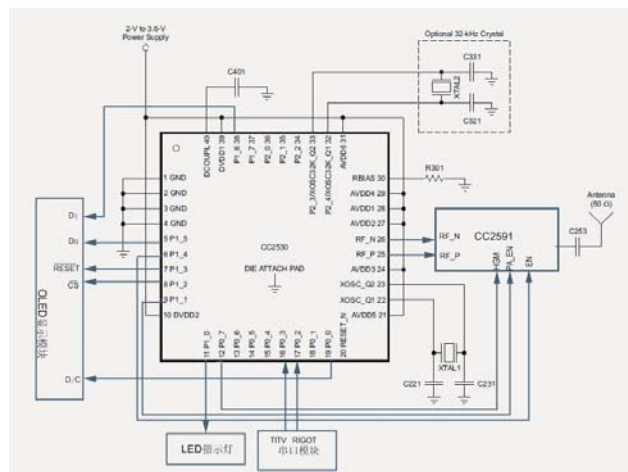 2-V to 3.6-V
Power Supply
Optional 32-kHz Crystal
C401
C331
XTAL2
C321
DCOUPL 40
DVDD1 39
P1_6 38
P1_7 37
P2_0 36
P2_1 35
P2_2 34
P2_3/XOSC32K_Q2 33
P2_4/XOSC32K_Q1 32
AVDD6 31
1 GND
2 GND
3 GND
4 GND
5 P1_5
6 P1_4
7 P1_3
8 P1_2
9 P1_1
10 DVDD2
CC2530
DIE ATTACH PAD
RBIAS 30
AVDD4 29
AVDD1 28
AVDD2 27
RF_N 26
RF_P 25
AVDD3 24
XOSC_Q2 23
XOSC_Q1 22
AVDD5 21
11 P1_0
12 P0_7
13 P0_6
14 P0_5
15 P0_4
16 P0_3
17 P0_2
18 P0_1
19 P0_0
20 RESET_N
R301
Antenna
(50 Ω)
C253
CC2591
RF_N
RF_P
HGM
PA_EN
EN
XTAL1
C221
C231
OLED显示模块
D1
D0
RESET
CS
D/C
LED指示灯
TITV RIGOT
串口模块